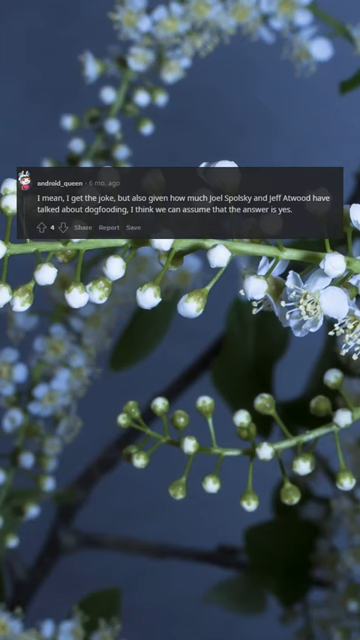 android_queen · 6 mo. ago
I mean, I get the joke, but also given how much Joel Spolsky and Jeff Atwood have
talked about dogfooding, I think we can assume that the answer is yes.
4 Share Report Save